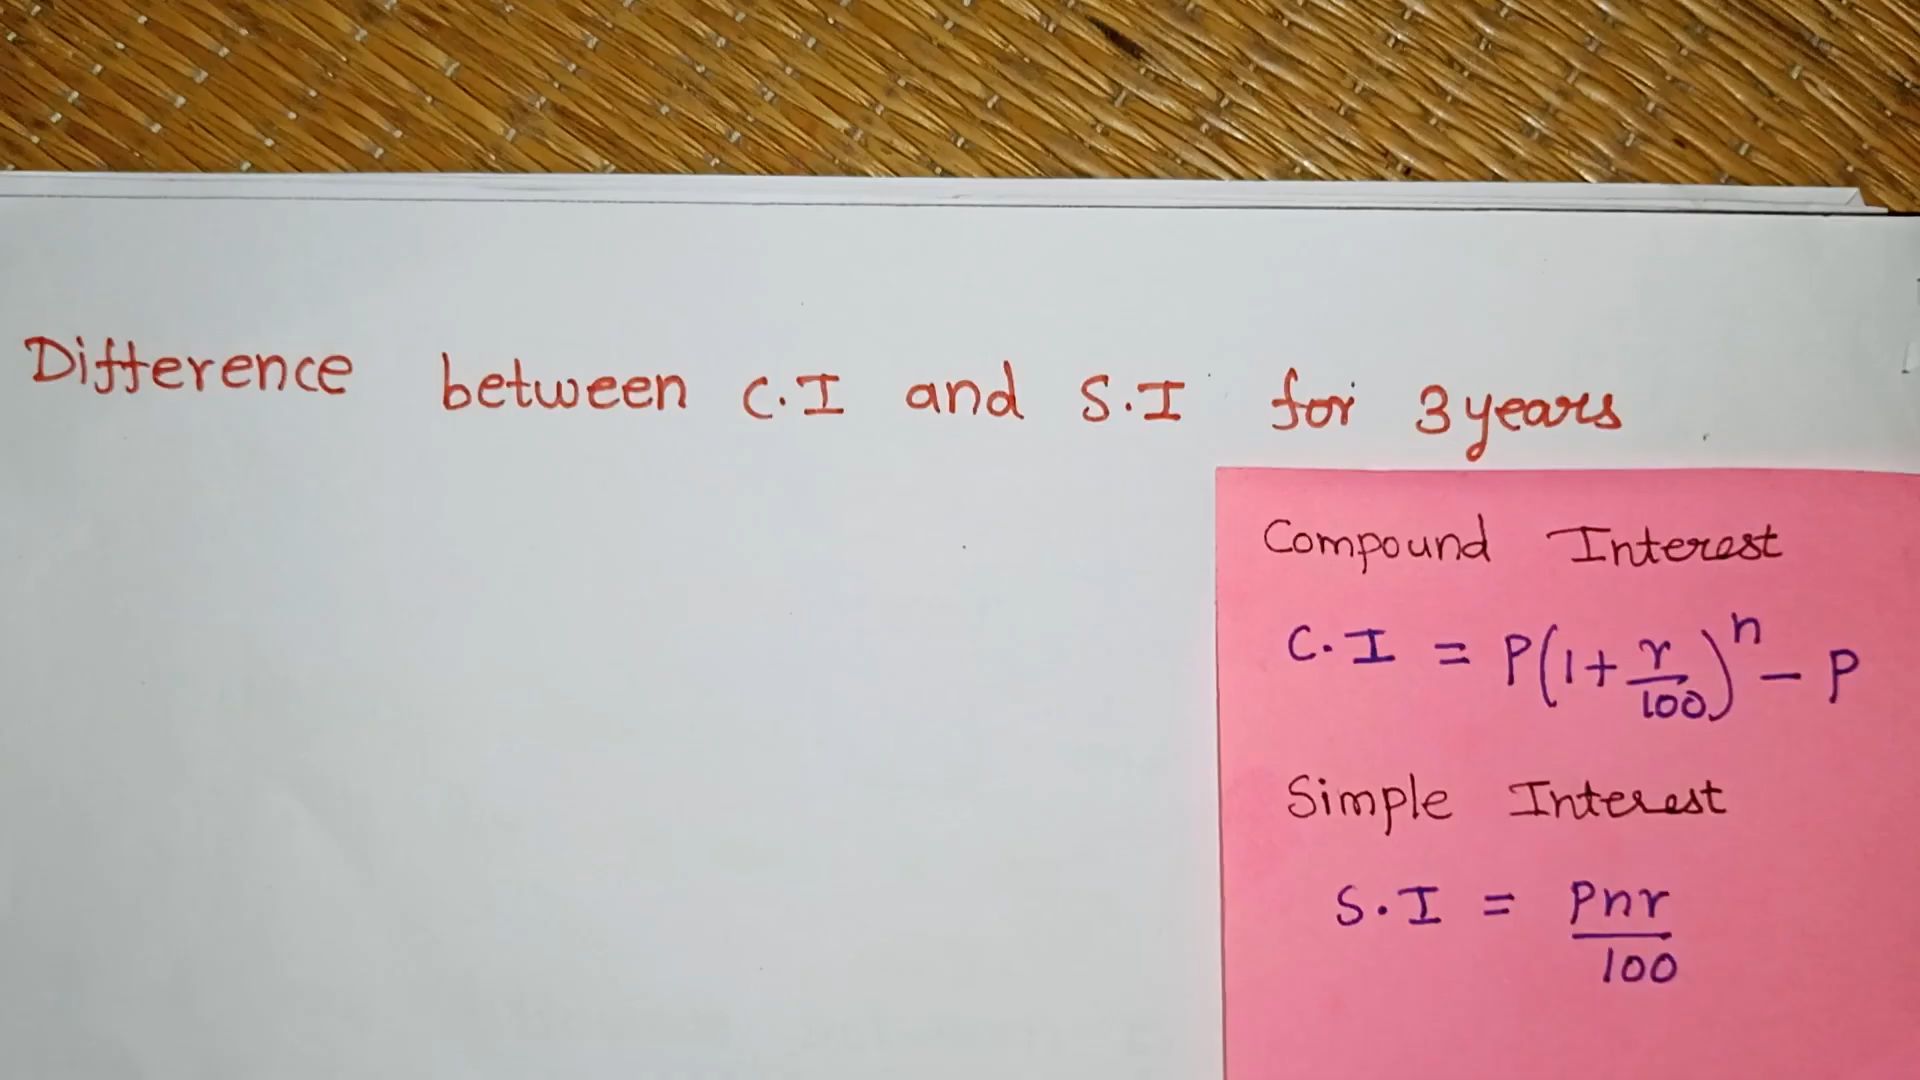 Difference between C.I and S.I for 3 years
Compound Interest
C.I = P(1+r/100)^n - P
Simple Interest
S.I = Pnr/100